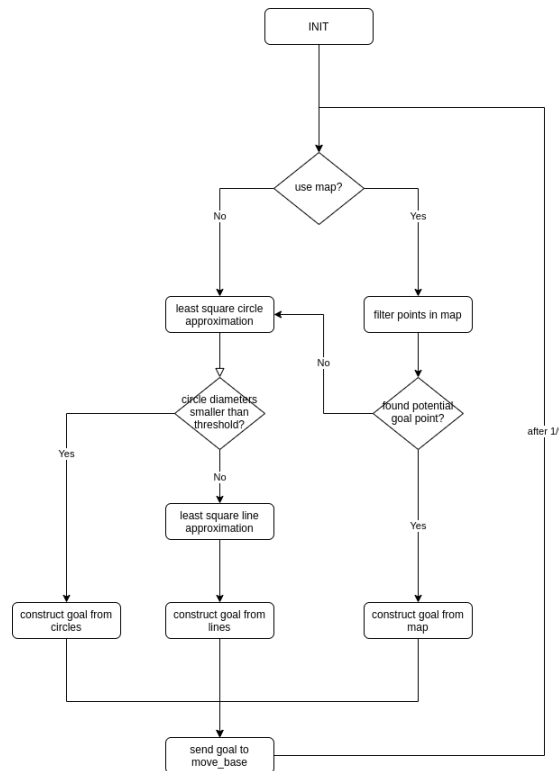 INIT
use map?
No
Yes
least square circle
approximation
filter points in map
No
circle diameters
smaller than
threshold?
found potential
goal point?
after 1/
Yes
No
least square line
approximation
Yes
construct goal from
circles
construct goal from
lines
construct goal from
map
send goal to
move_base